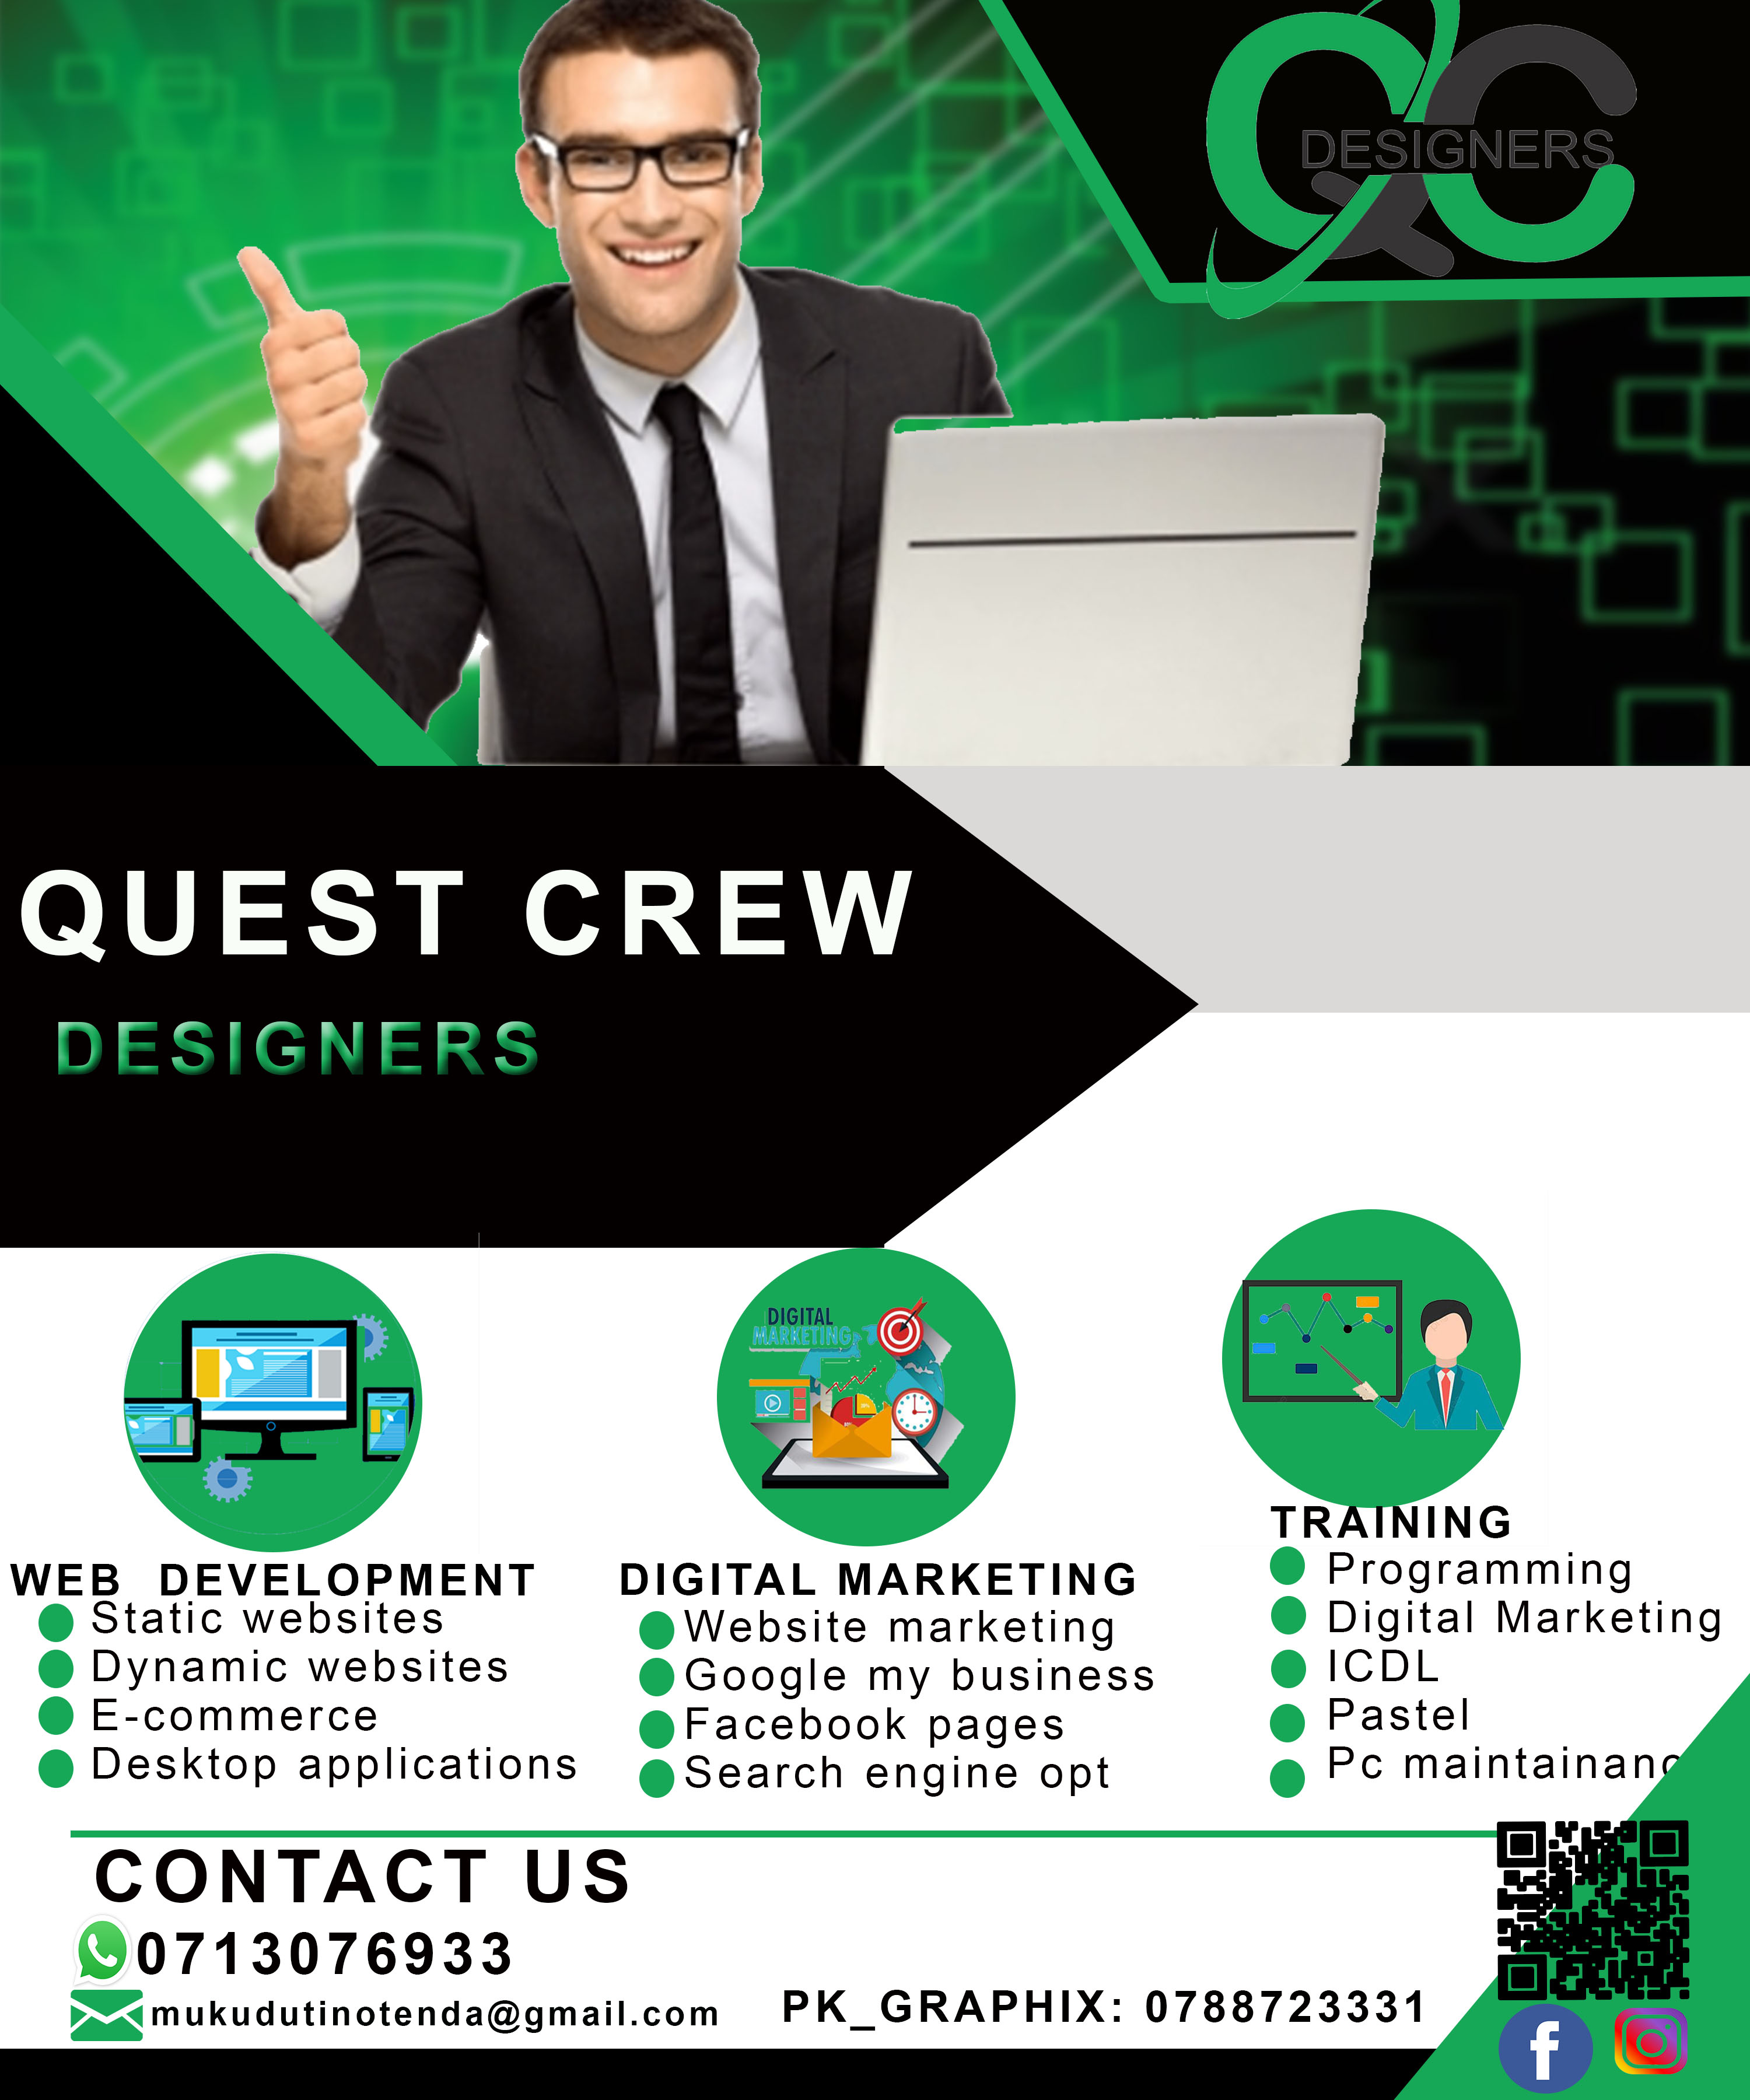 QC
DESIGNERS
QUEST CREW
DESIGNERS
DIGITAL
MARKETING
WEB DEVELOPMENT
Static websites
Dynamic websites
E-commerce
Desktop applications
DIGITAL MARKETING
Website marketing
Google my business
Facebook pages
Search engine opt
TRAINING
Programming
Digital Marketing
ICDL
Pastel
Pc maintainanc
CONTACT US
0713076933
mukudutinotenda@gmail.com
PK_GRAPHIX: 0788723331